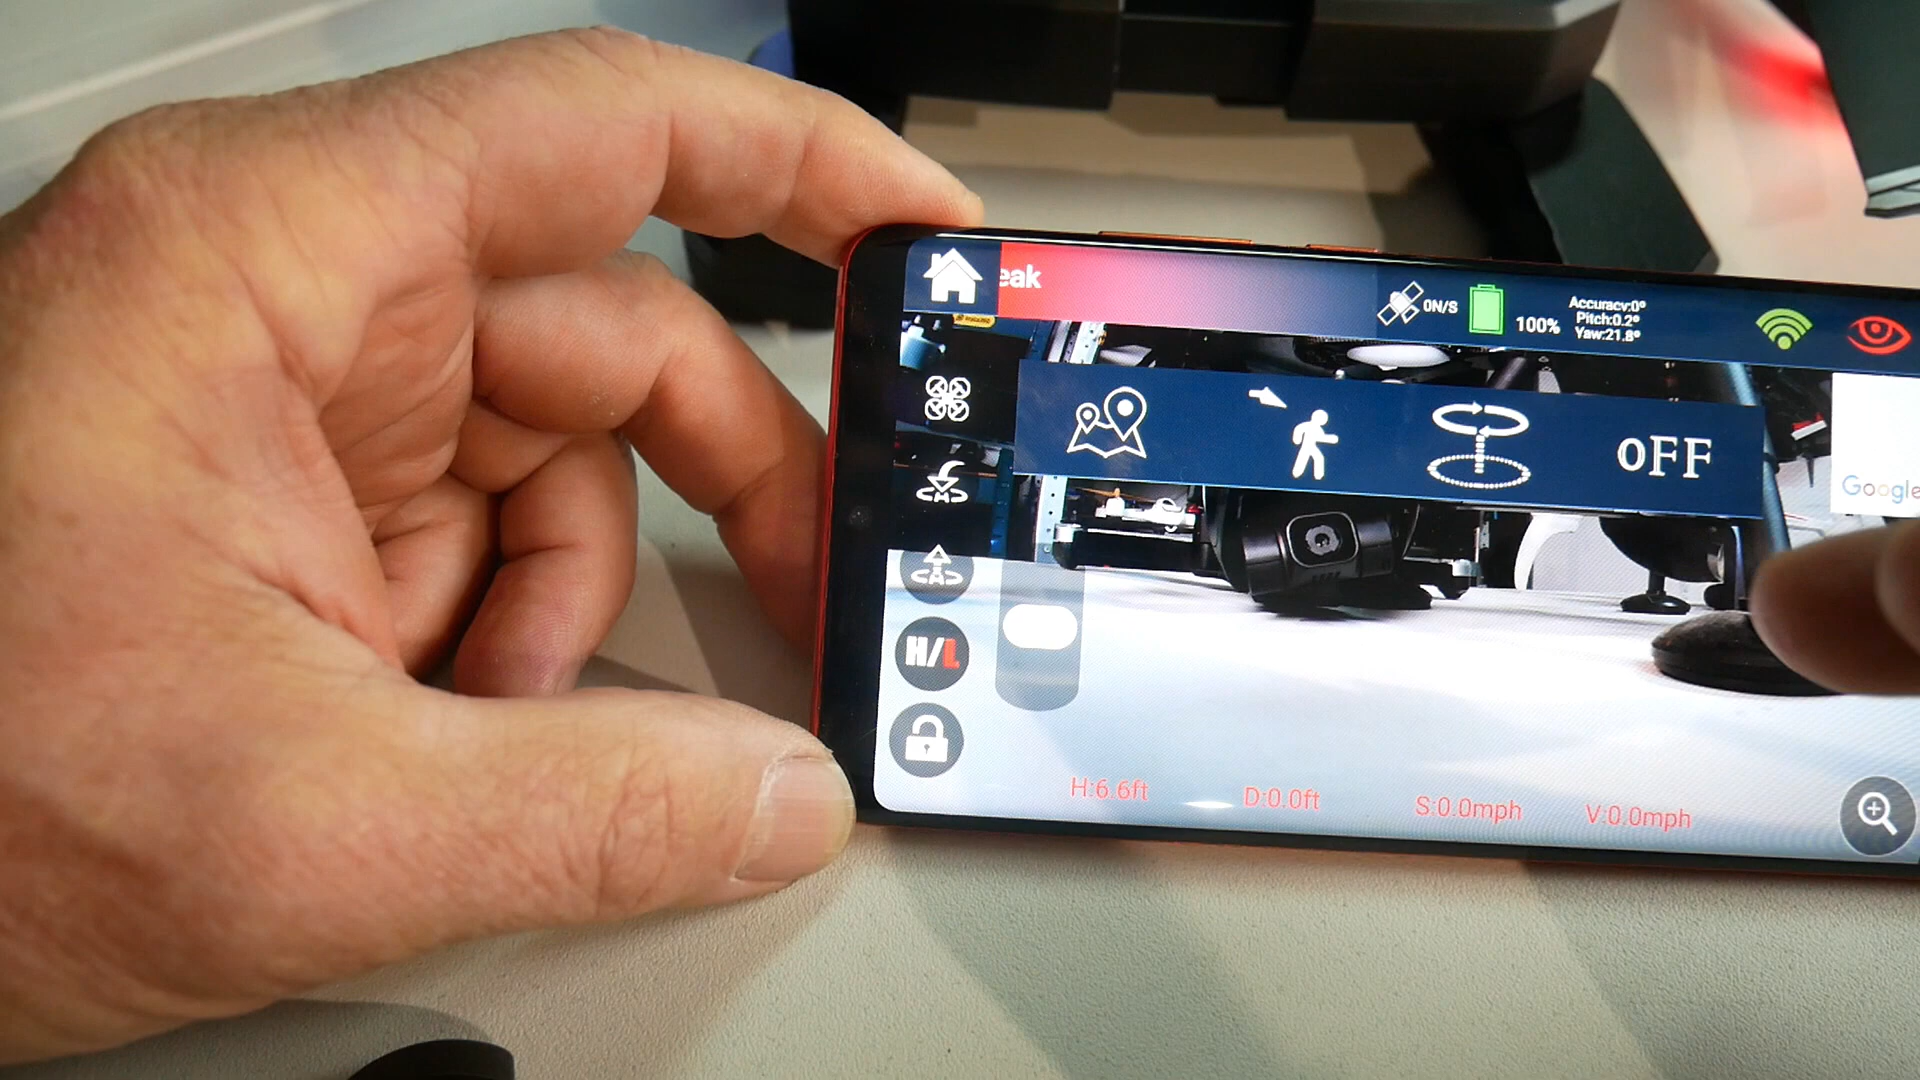 eak
0N/S
100%
Accuracy:0°
Pitch:0.2°
Yaw:21.8°
oFF
Google
H/L
H:6.6ft
D:0.0ft
S:0.0mph
V:0.0mph